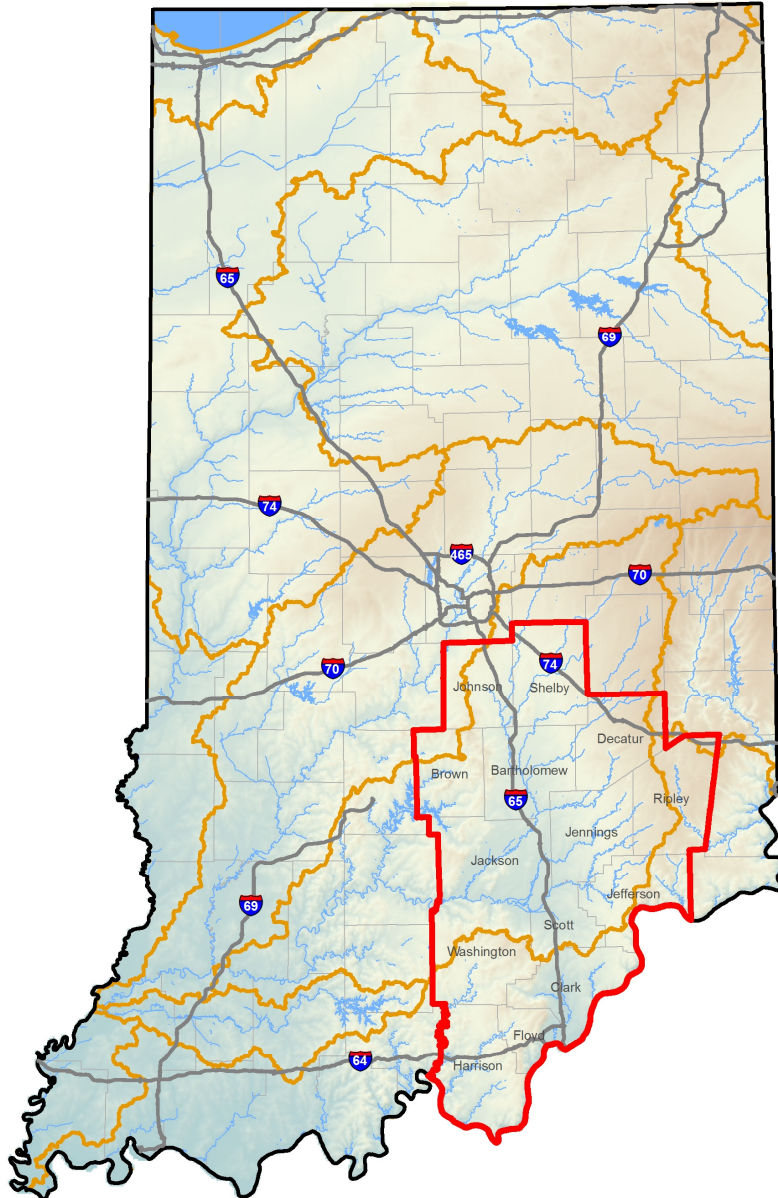 65
69
74
465
70
70
74
Johnson
Shelby
Decatur
Brown
Bartholomew
65
Ripley
Jennings
Jackson
Jefferson
69
Scott
Washington
Clark
Floyd
64
Harrison